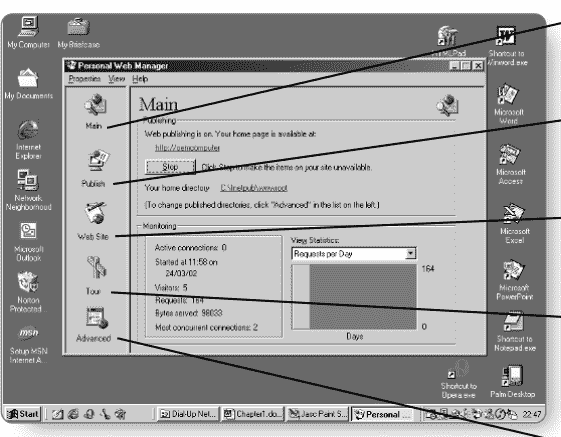 My Computer
My Briefcase
Shortcut to
Winword.exe
Personal Web Manager
Properties View Help
My Documents
Main
Main
Publishing
Web publishing is on. Your home page is available at:
Microsoft
Word
Internet
Explorer
Stop
Click Stop to make the items on your site unavailable.
Publish
Your home directory
Microsoft
Access
Network
Neighborhood
(To change published directories, click "Advanced" in the list on the left.)
Monitoring
Web Site
Active connections: 0
View Statistics:
Microsoft
Excel
Microsoft
Outlook
Started at 11:58 on
24/03/02
Requests per Day
164
Tour
Visitors: 5
Requests: 164
Bytes served: 98033
Most concurrent connections: 2
Microsoft
PowerPoint
Norton
Protected...
0
Days
Advanced
msn
Setup MSN
Internet A...
Shortcut to
Notepad.exe
Shortcut to
Opera.exe
Palm Desktop
Start
Dial-Up Net...
Chapter1.do...
Jasc Paint S...
Personal ...
22:47